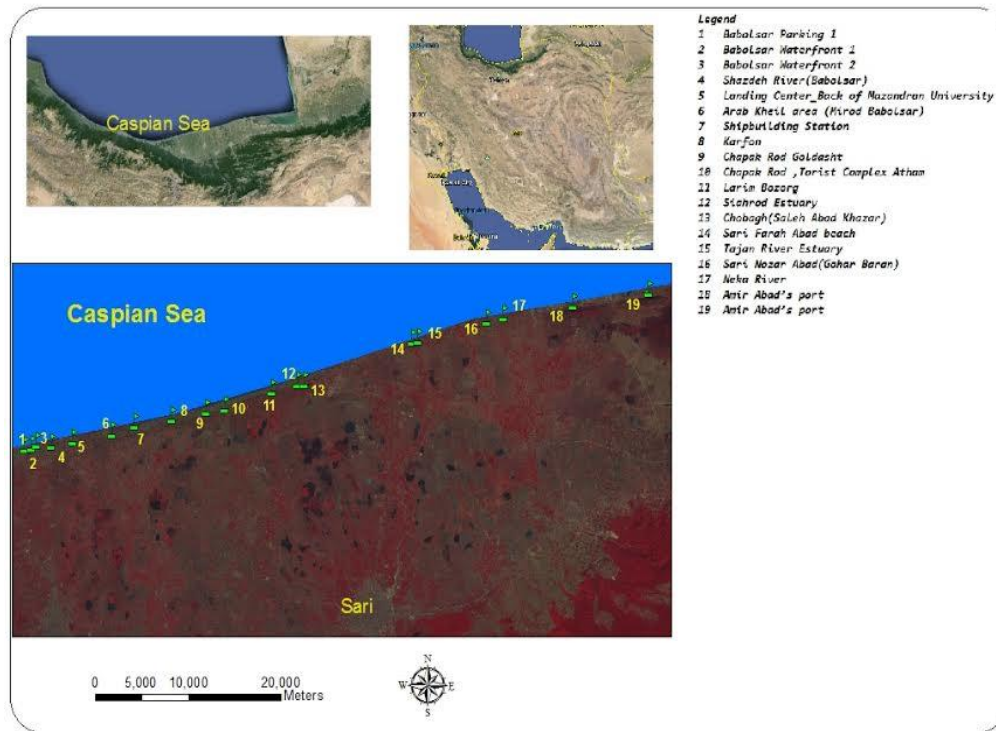 Caspian Sea
Legend
1 Babolsar Parking 1
2 Babolsar Waterfront 1
3 Babolsar Waterfront 2
4 Shazdeh River(Babolsar)
5 Landing Center_Back of Mazandran University
6 Arab Kheil area (Mirod Babolsar)
7 Shipbuilding Station
8 Karfon
9 Chapak Rod Goldasht
10 Chapak Rod ,Torist Complex Atham
11 Larim Bozorg
12 Siahrod Estuary
13 Chobagh(Saleh Abad Khazar)
14 Sari Farah Abad beach
15 Tajan River Estuary
16 Sari Nozar Abad(Gohar Baran)
17 Neka River
18 Amir Abad's port
19 Amir Abad's port
Caspian Sea
19
18
17
16
15
14
13
12
11
10
9
8
7
6
5
4
3
2
1
Sari
0 5,000 10,000 20,000
Meters
N
W E
S